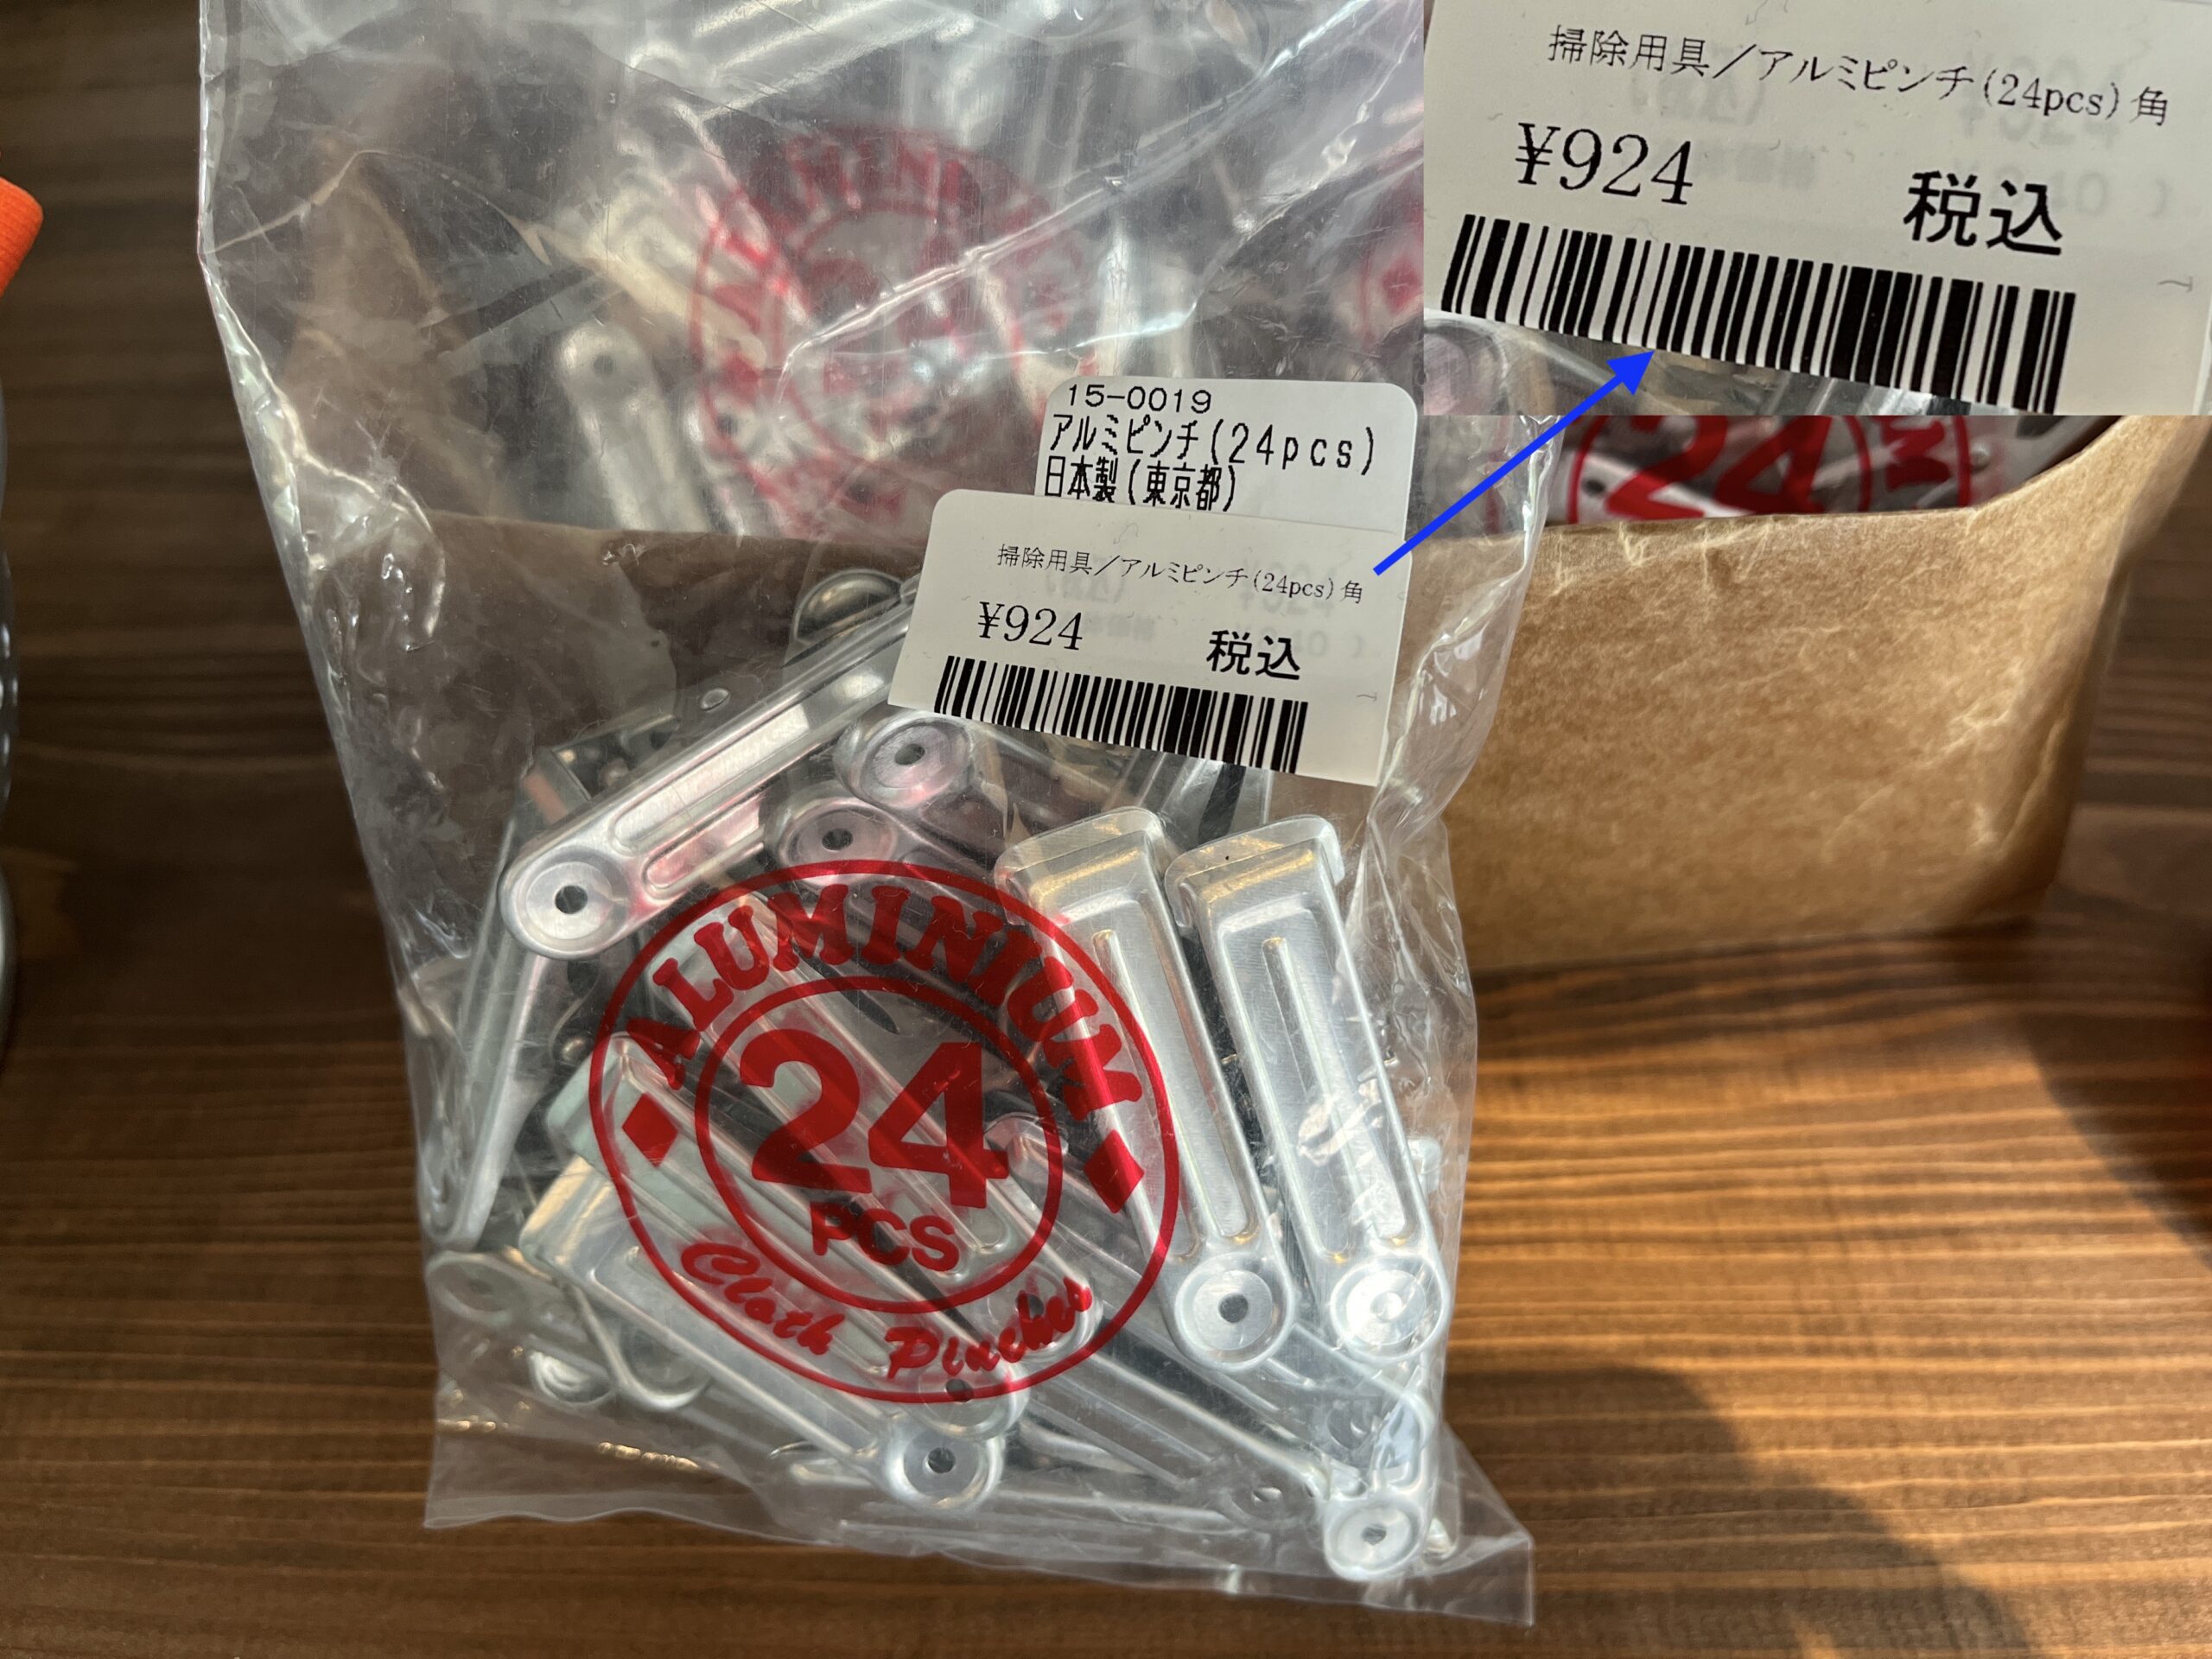 15-0019
アルミピンチ(24pcs)
日本製(東京都)
掃除用具/アルミピンチ(24pcs)角
¥924 税込
ALUMINIUM
24
PCS
Cloth Pinches
掃除用具/アルミピンチ(24pcs)角
¥924 税込
24